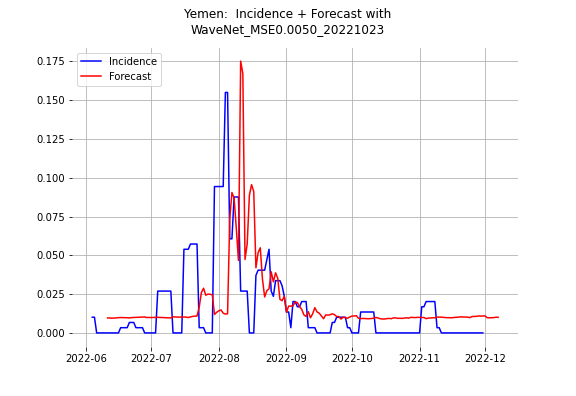 Yemen:  Incidence + Forecast with
WaveNet_MSE0.0050_20221023
Incidence
Forecast
0.175
0.150
0.125
0.100
0.075
0.050
0.025
0.000
2022-06 2022-07 2022-08 2022-09 2022-10 2022-11 2022-12